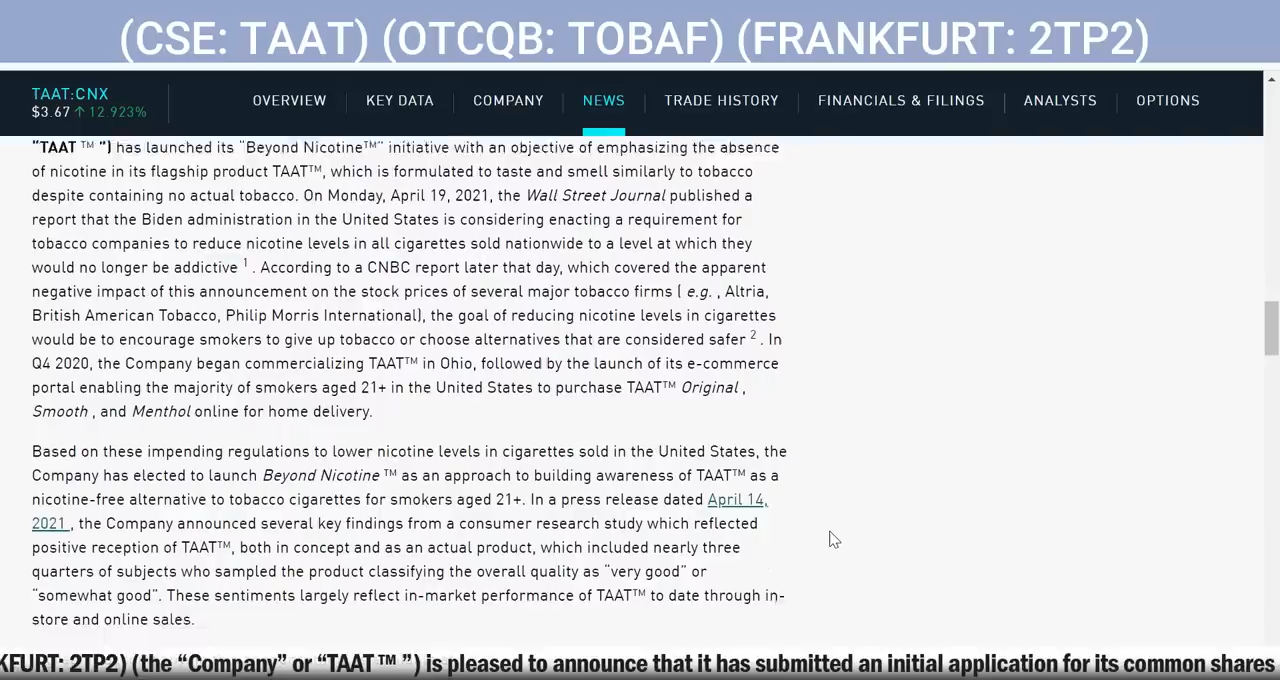 (CSE: TAAT) (OTCQB: TOBAF) (FRANKFURT: 2TP2)
TAAT:CNX
$3.67 ↑ 12.923%
OVERVIEW
KEY DATA
COMPANY
NEWS
TRADE HISTORY
FINANCIALS & FILINGS
ANALYSTS
OPTIONS
“TAAT ™ ”) has launched its “Beyond Nicotine™” initiative with an objective of emphasizing the absence
of nicotine in its flagship product TAAT™, which is formulated to taste and smell similarly to tobacco
despite containing no actual tobacco. On Monday, April 19, 2021, the Wall Street Journal published a
report that the Biden administration in the United States is considering enacting a requirement for
tobacco companies to reduce nicotine levels in all cigarettes sold nationwide to a level at which they
would no longer be addictive 1 . According to a CNBC report later that day, which covered the apparent
negative impact of this announcement on the stock prices of several major tobacco firms ( e.g. , Altria,
British American Tobacco, Philip Morris International), the goal of reducing nicotine levels in cigarettes
would be to encourage smokers to give up tobacco or choose alternatives that are considered safer 2 . In
Q4 2020, the Company began commercializing TAAT™ in Ohio, followed by the launch of its e-commerce
portal enabling the majority of smokers aged 21+ in the United States to purchase TAAT™ Original ,
Smooth , and Menthol online for home delivery.
Based on these impending regulations to lower nicotine levels in cigarettes sold in the United States, the
Company has elected to launch Beyond Nicotine ™ as an approach to building awareness of TAAT™ as a
nicotine-free alternative to tobacco cigarettes for smokers aged 21+. In a press release dated April 14,
2021 , the Company announced several key findings from a consumer research study which reflected
positive reception of TAAT™, both in concept and as an actual product, which included nearly three
quarters of subjects who sampled the product classifying the overall quality as “very good” or
“somewhat good”. These sentiments largely reflect in-market performance of TAAT™ to date through in-
store and online sales.
KFURT: 2TP2) (the “Company” or “TAAT ™ ”) is pleased to announce that it has submitted an initial application for its common shares